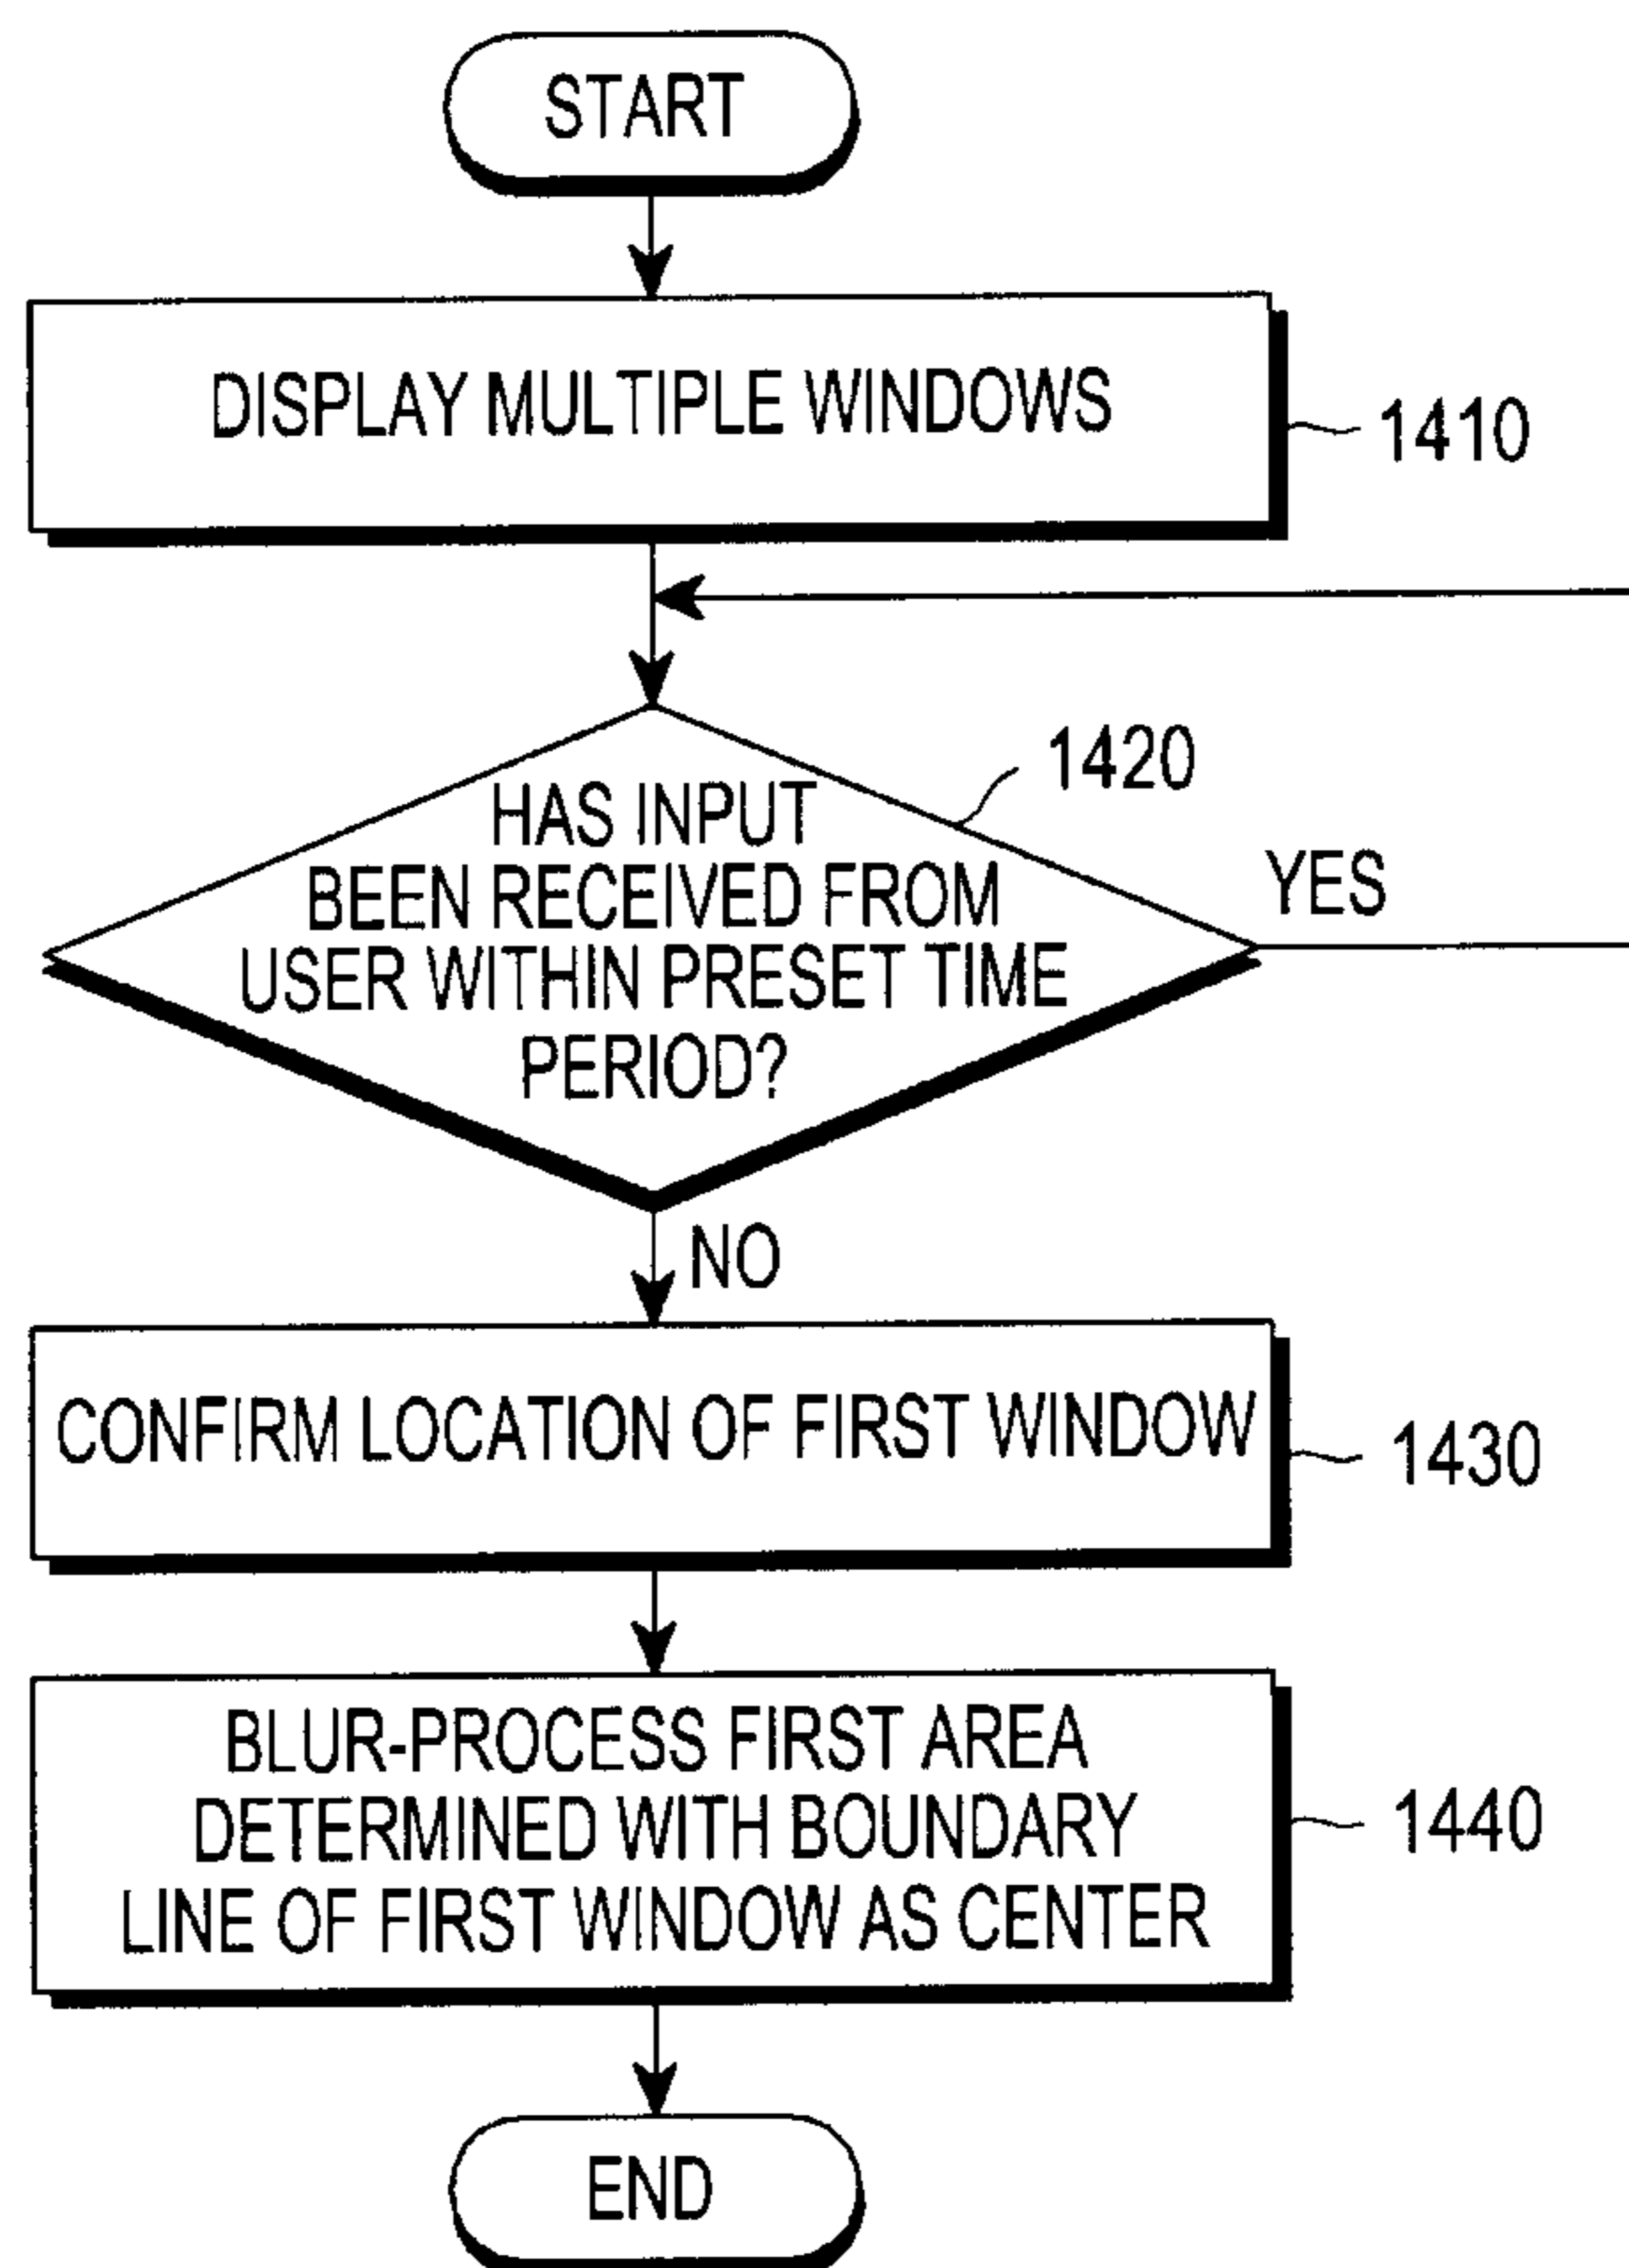 START
DISPLAY MULTIPLE WINDOWS
1410
1420
HAS INPUT
BEEN RECEIVED FROM
USER WITHIN PRESET TIME
PERIOD?
YES
NO
CONFIRM LOCATION OF FIRST WINDOW
1430
BLUR-PROCESS FIRST AREA
DETERMINED WITH BOUNDARY
LINE OF FIRST WINDOW AS CENTER
1440
END